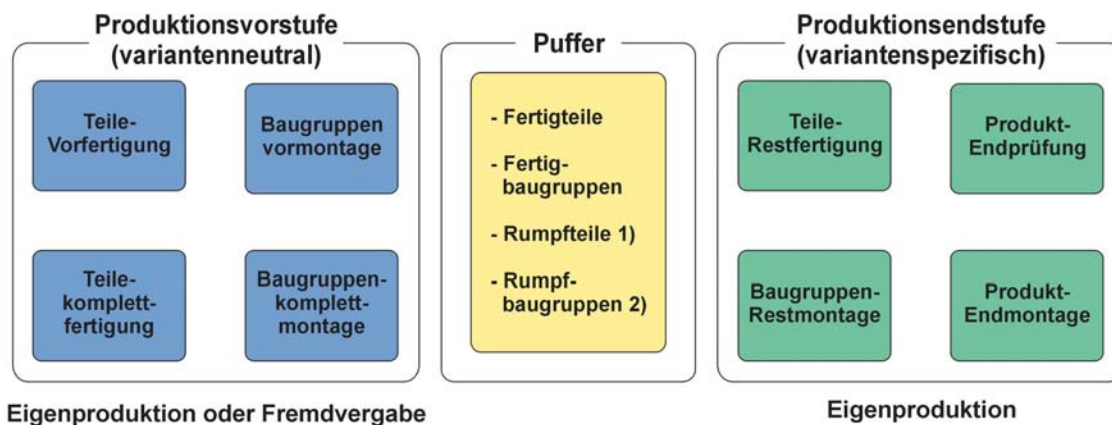 Produktionsvorstufe
(variantenneutral)
Teile-
Vorfertigung
Baugruppen
vormontage
Teile-
komplett-
fertigung
Baugruppen-
komplett-
montage
Eigenproduktion oder Fremdvergabe
Puffer
- Fertigteile
- Fertig-
baugruppen
- Rumpfteile 1)
- Rumpf-
baugruppen 2)
Produktionsendstufe
(variantenspezifisch)
Teile-
Restfertigung
Produkt-
Endprüfung
Baugruppen-
Restmontage
Produkt-
Endmontage
Eigenproduktion